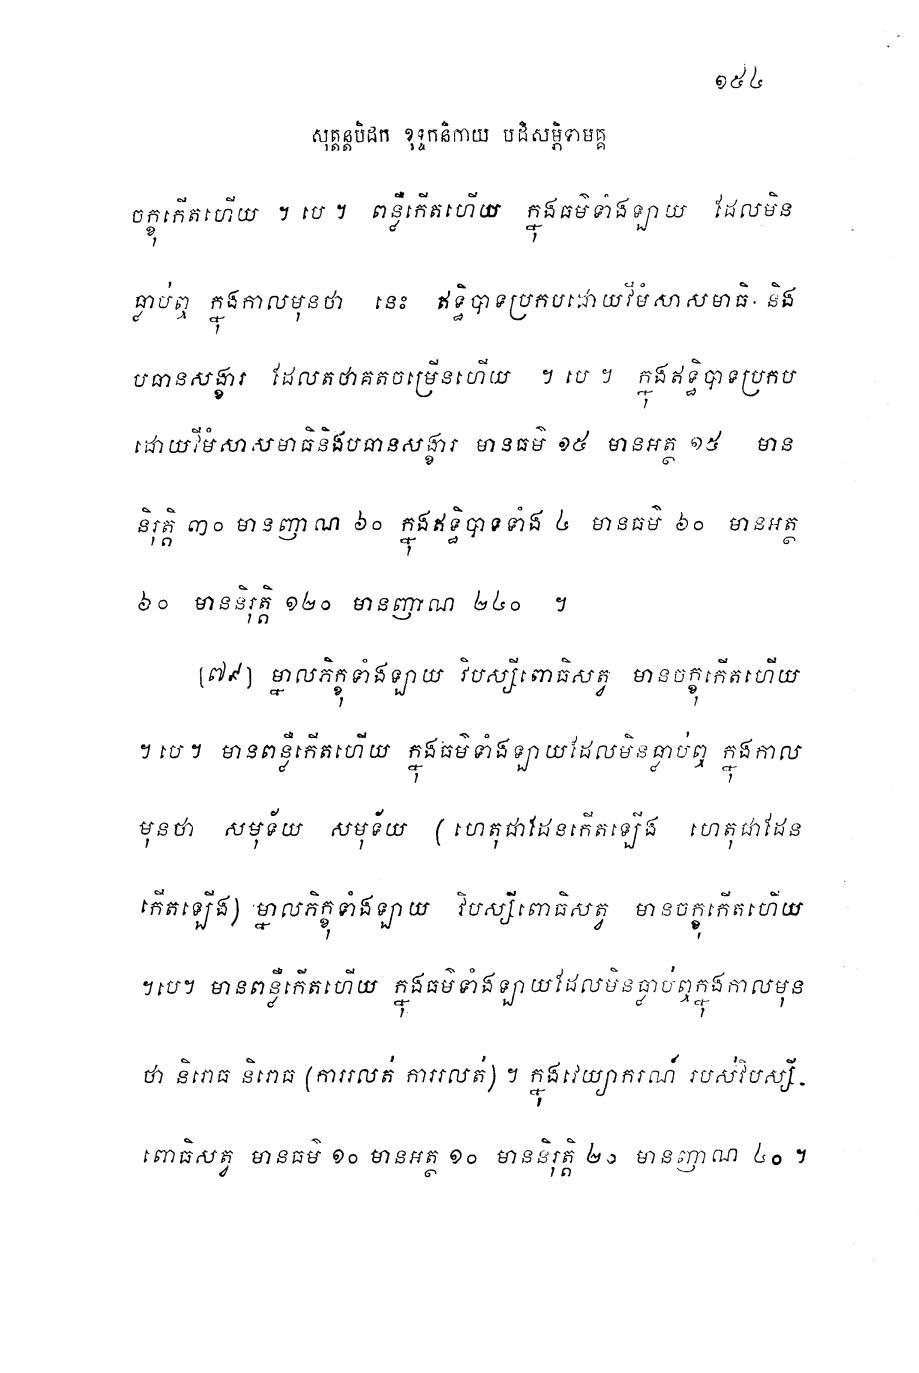 ១៥៤
សុត្តន្តបិដក ខុទ្ទកនិកាយ បដិសម្ភិទាមគ្គ
ចក្ខុកើតហើយ ។ បេ ។ ពន្លឺកើតហើយ ក្នុងធម៌ទាំងឡាយ ដែលមិន
ធ្លាប់ឮ ក្នុងកាលមុនថា នេះ ឥទ្ធិបាទប្រកបដោយវីមំសាសមាធិ និង
បធានសង្ខារ ដែលតថាគតចម្រើនហើយ ។ បេ ។ ក្នុងឥទ្ធិបាទប្រកប
ដោយវីមំសាសមាធិនិងបធានសង្ខារ មានធម៌ ១៥ មានអត្ថ ១៥ មាន
និរុត្តិ ៣០ មានញាណ ៦០ ក្នុងឥទ្ធិបាទទាំង ៤ មានធម៌ ៦០ មានអត្ថ
៦០ មាននិរុត្តិ ១២០ មានញាណ ២៤០ ។
[៧៩] ម្នាលភិក្ខុទាំងឡាយ វិបស្សីពោធិសត្វ មានចក្ខុកើតហើយ
។ បេ ។ មានពន្លឺកើតហើយ ក្នុងធម៌ទាំងឡាយដែលមិនធ្លាប់ឮ ក្នុងកាល
មុនថា សមុទ័យ សមុទ័យ (ហេតុជាដែនកើតឡើង ហេតុជាដែន
កើតឡើង) ម្នាលភិក្ខុទាំងឡាយ វិបស្សីពោធិសត្វ មានចក្ខុកើតហើយ
។បេ។ មានពន្លឺកើតហើយ ក្នុងធម៌ទាំងឡាយដែលមិនធ្លាប់ឮក្នុងកាលមុន
ថា និរោធ និរោធ (ការរលត់ ការរលត់) ។ ក្នុងវេយ្យាករណ៍ របស់វិបស្សី-
ពោធិសត្វ មានធម៌ ១០ មានអត្ថ ១០ មាននិរុត្តិ ២០ មានញាណ ៤០ ។